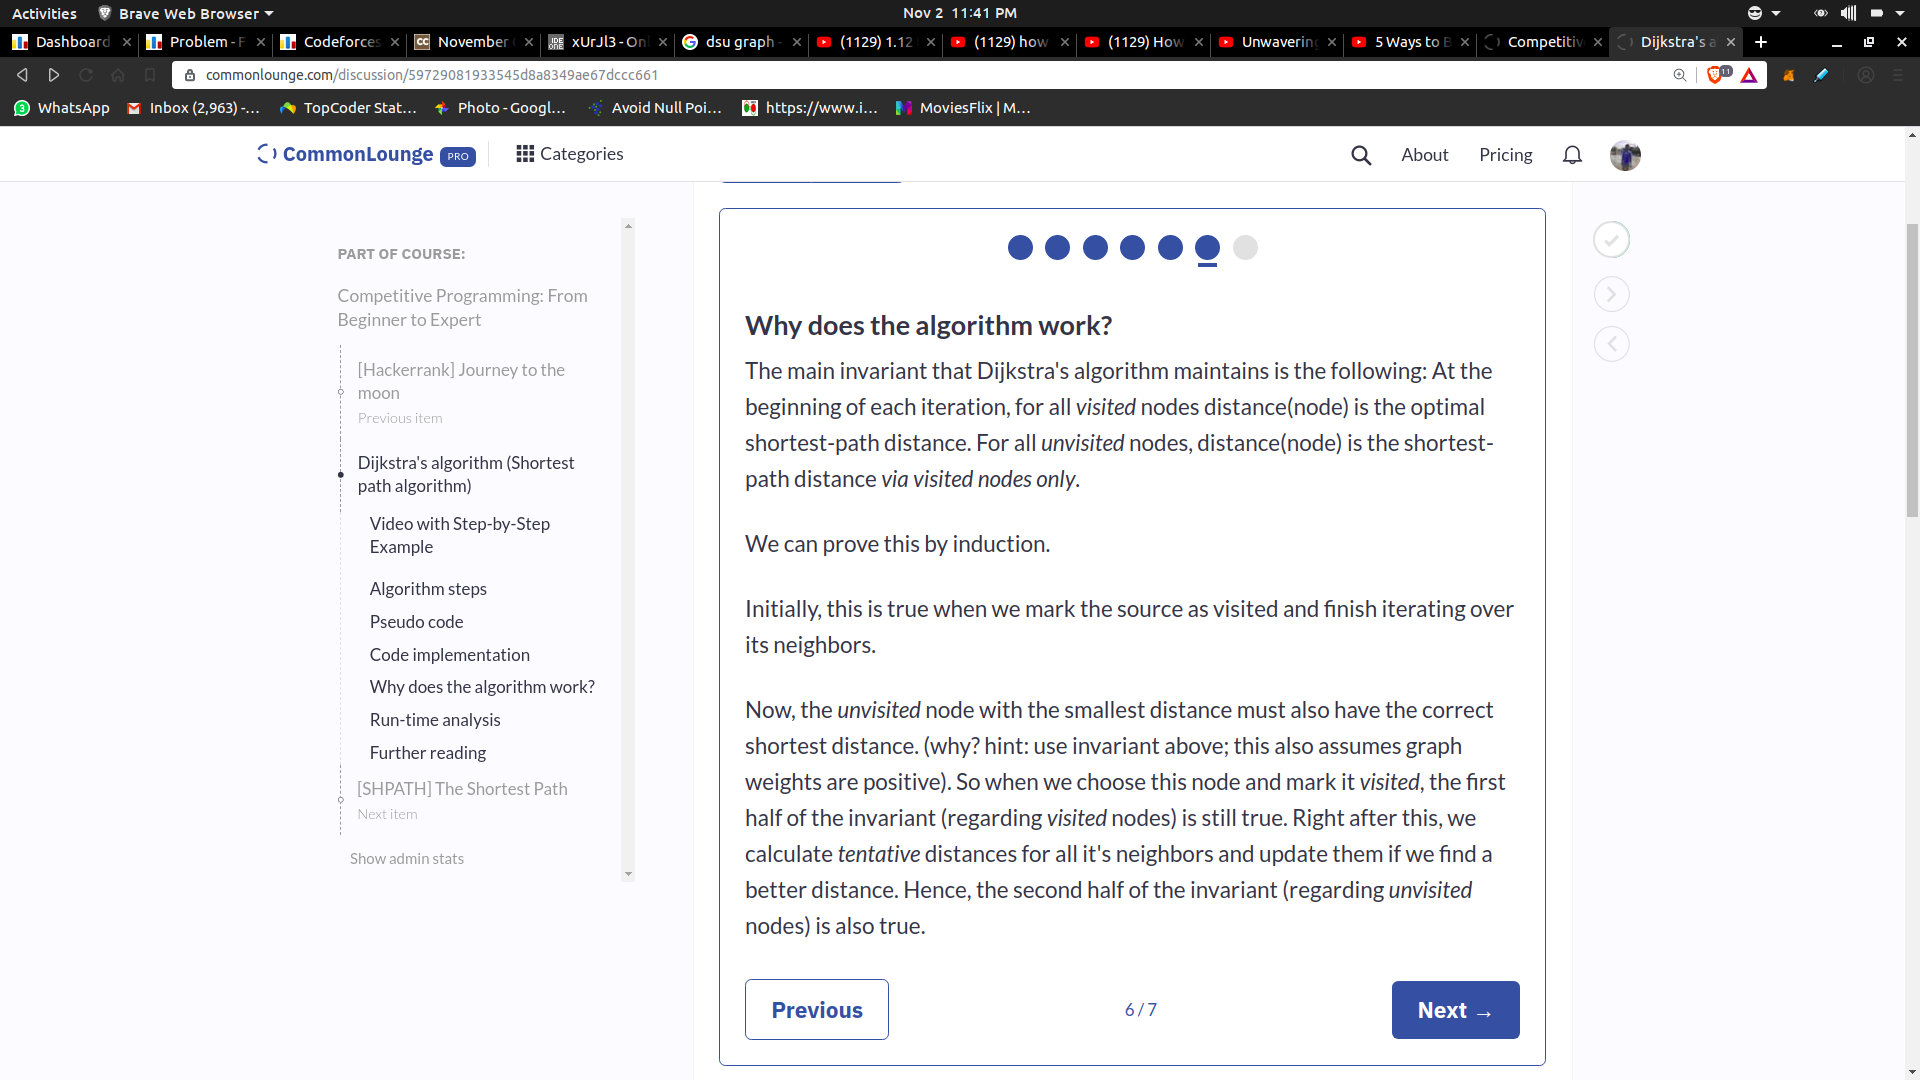 Activities Brave Web Browser Nov 2 11:41 PM
Dashboard Problem - F Codeforces November xUrJl3 - Onl dsu graph - (1129) 1.12 (1129) how (1129) How Unwavering 5 Ways to B Competitiv Dijkstra's a
commonlounge.com/discussion/59729081933545d8a8349ae67dccc661 11
WhatsApp Inbox (2,963) -... TopCoder Stat... Photo - Googl... Avoid Null Poi... https://www.i... MoviesFlix | M...
CommonLounge PRO Categories About Pricing
PART OF COURSE:
Competitive Programming: From
Beginner to Expert
[Hackerrank] Journey to the
moon
Previous item
Dijkstra's algorithm (Shortest
path algorithm)
Video with Step-by-Step
Example
Algorithm steps
Pseudo code
Code implementation
Why does the algorithm work?
Run-time analysis
Further reading
[SHPATH] The Shortest Path
Next item
Show admin stats
Why does the algorithm work?
The main invariant that Dijkstra's algorithm maintains is the following: At the
beginning of each iteration, for all visited nodes distance(node) is the optimal
shortest-path distance. For all unvisited nodes, distance(node) is the shortest-
path distance via visited nodes only.
We can prove this by induction.
Initially, this is true when we mark the source as visited and finish iterating over
its neighbors.
Now, the unvisited node with the smallest distance must also have the correct
shortest distance. (why? hint: use invariant above; this also assumes graph
weights are positive). So when we choose this node and mark it visited, the first
half of the invariant (regarding visited nodes) is still true. Right after this, we
calculate tentative distances for all it's neighbors and update them if we find a
better distance. Hence, the second half of the invariant (regarding unvisited
nodes) is also true.
Previous 6 / 7 Next →